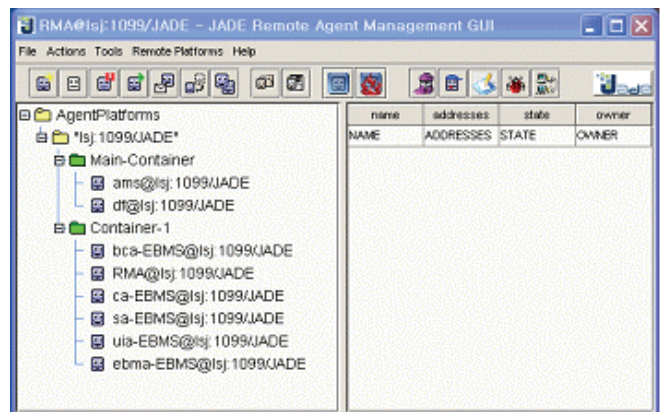 RMA@lsj:1099/JADE - JADE Remote Agent Management GUI
File Actions Tools Remote Platforms Help
Jade
AgentPlatforms
"lsj:1099/JADE"
Main-Container
ams@lsj:1099/JADE
df@lsj:1099/JADE
Container-1
bca-EBMS@lsj:1099/JADE
RMA@lsj:1099/JADE
ca-EBMS@lsj:1099/JADE
sa-EBMS@lsj:1099/JADE
uia-EBMS@lsj:1099/JADE
ebma-EBMS@lsj:1099/JADE
name addresses state owner
NAME ADDRESSES STATE OWNER